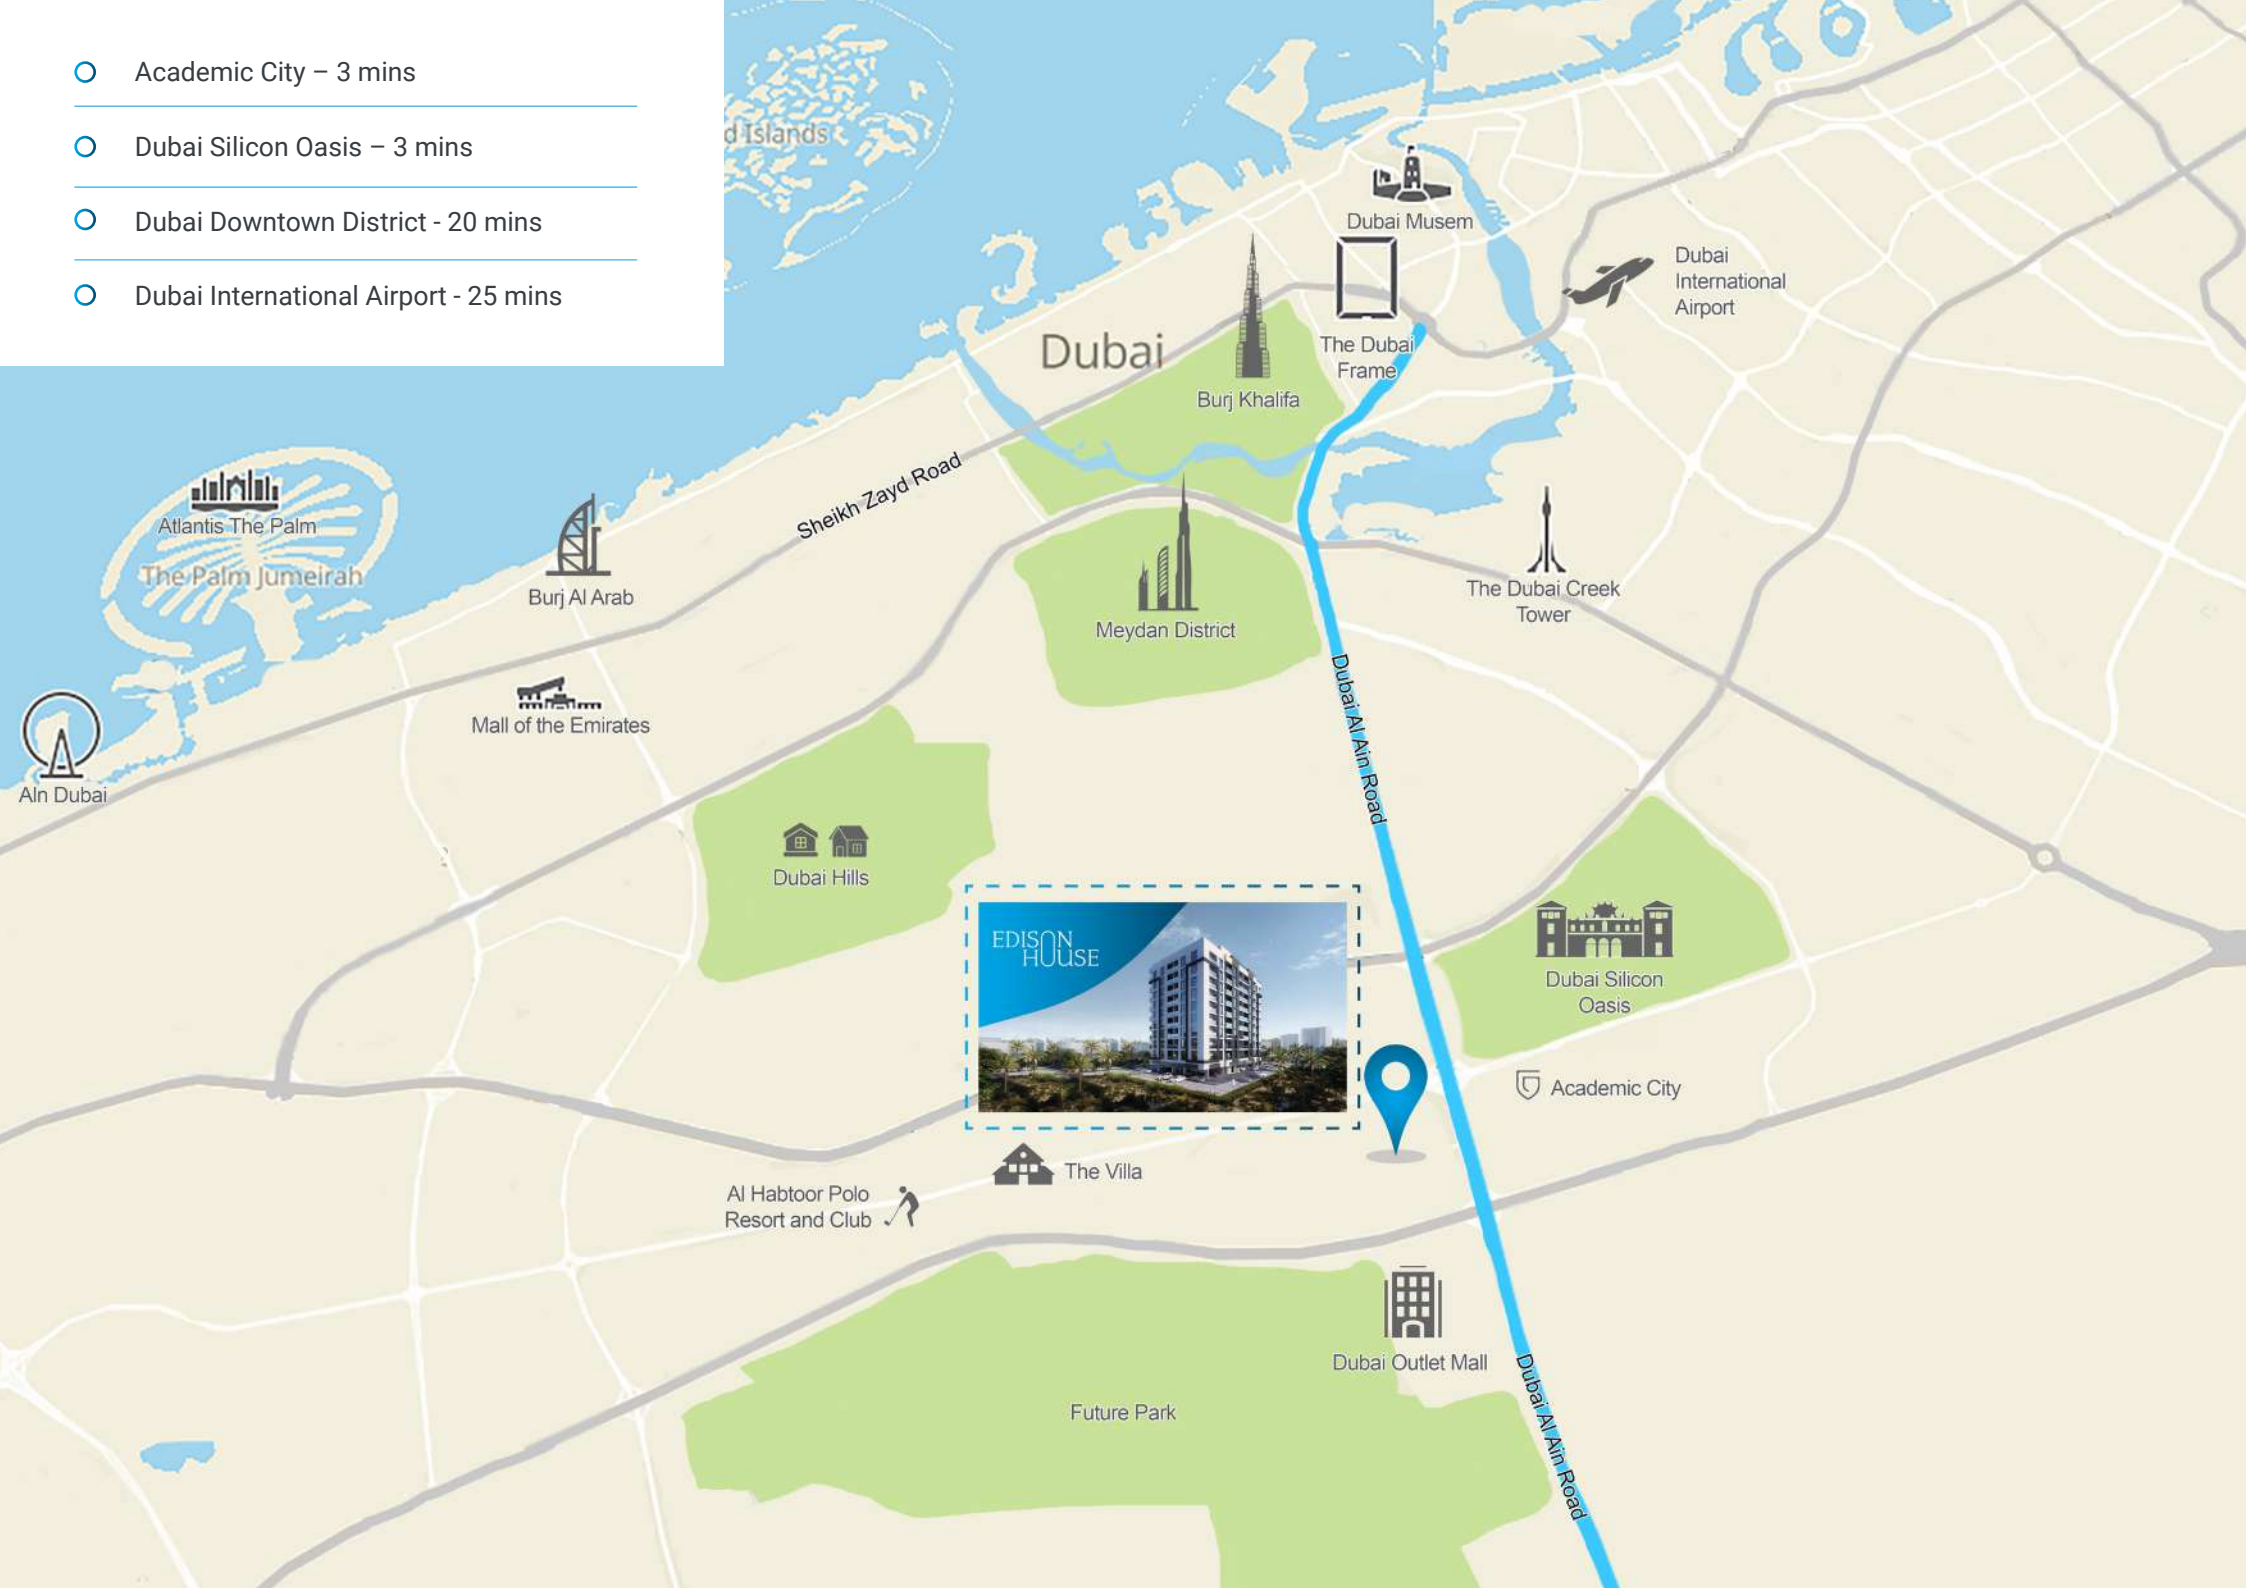 Academic City – 3 mins
Dubai Silicon Oasis – 3 mins
Dubai Downtown District - 20 mins
Dubai International Airport - 25 mins
d Islands
Dubai Musem
Dubai
International
Airport
Dubai
The Dubai
Frame
Burj Khalifa
Sheikh Zayd Road
Atlantis The Palm
The Palm Jumeirah
Burj Al Arab
The Dubai Creek
Tower
Meydan District
Mall of the Emirates
Dubai Al Ain Road
Aln Dubai
Dubai Hills
EDISON
HOUSE
Dubai Silicon
Oasis
Academic City
The Villa
Al Habtoor Polo
Resort and Club
Dubai Outlet Mall
Future Park
Dubai Al Ain Road